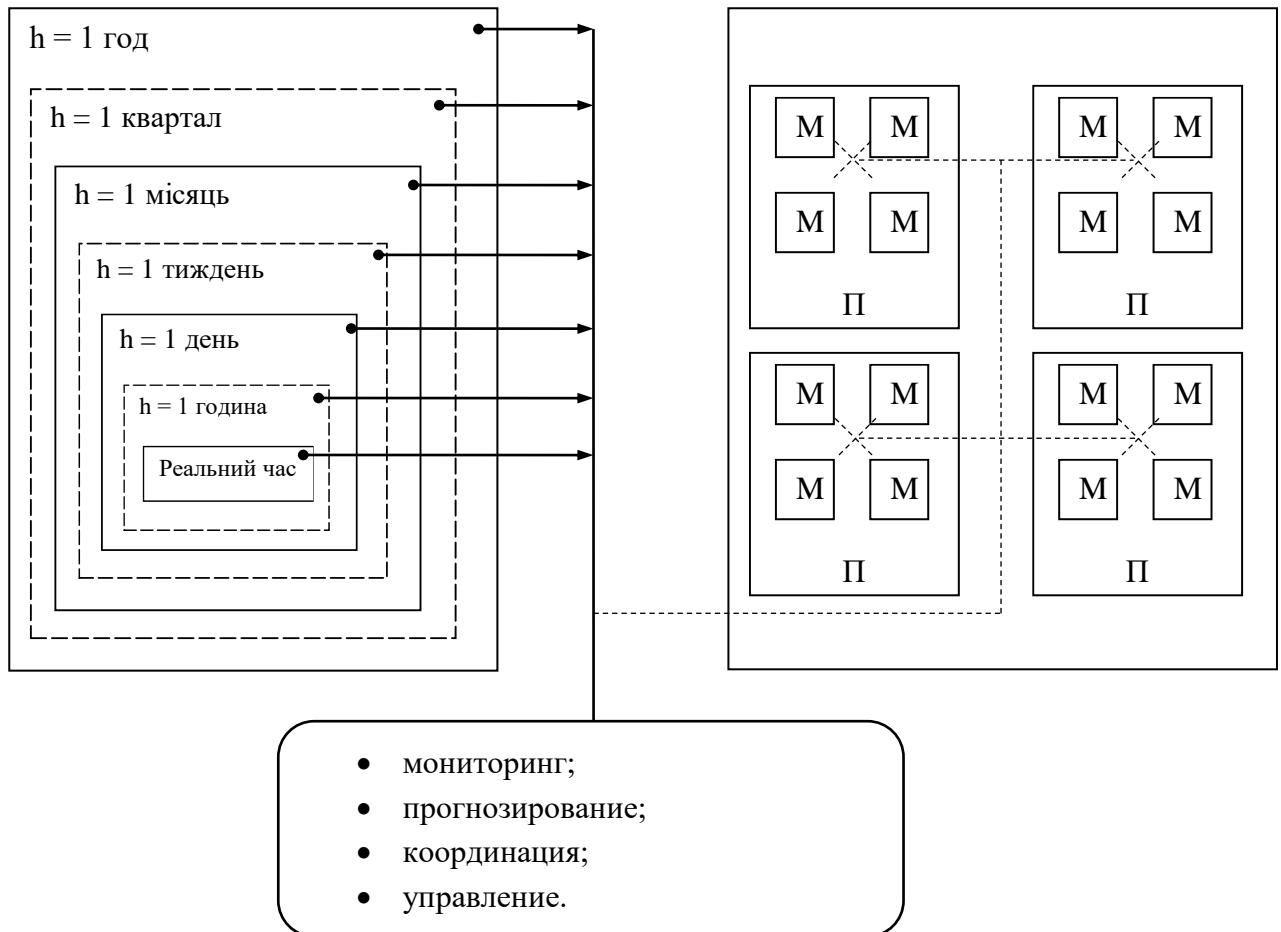 h = 1 год
h = 1 квартал
h = 1 місяць
h = 1 тиждень
h = 1 день
h = 1 година
Реальний час
М М М М
М М М М
П П
М М М М
М М М М
П П
• мониторинг;
• прогнозирование;
• координация;
• управление.